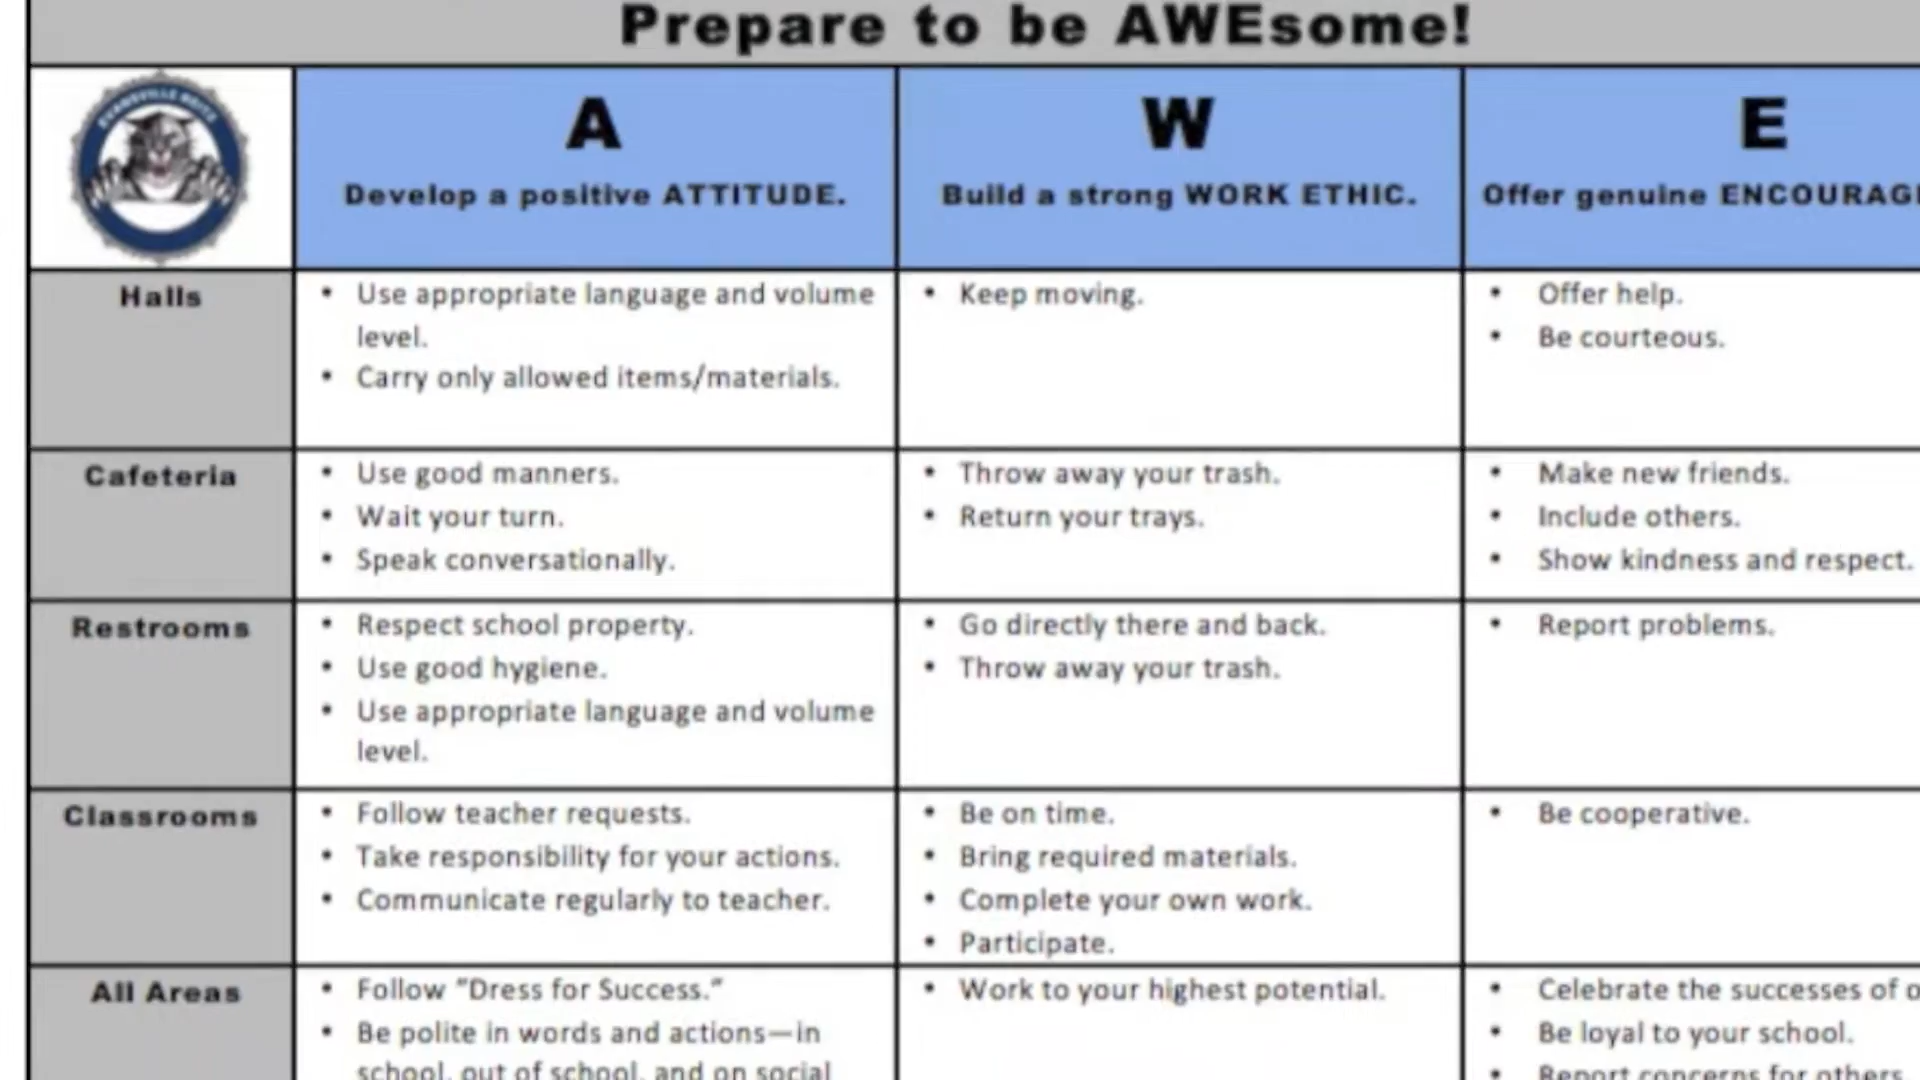 Prepare to be AWEsome!
EVANSVILLE REITZ
A
Develop a positive ATTITUDE.
W
Build a strong WORK ETHIC.
E
Offer genuine
Halls
• Use appropriate language and volume
level.
• Carry only allowed items/materials.
• Keep moving.
• Offer help.
• Be courteous.
Cafeteria
• Use good manners.
• Wait your turn.
• Speak conversationally.
• Throw away your trash.
• Return your trays.
• Make new friends.
• Include others.
• Show kindness and respect.
Restrooms
• Respect school property.
• Use good hygiene.
• Use appropriate language and volume
level.
• Go directly there and back.
• Throw away your trash.
• Report problems.
Classrooms
• Follow teacher requests.
• Take responsibility for your actions.
• Communicate regularly to teacher.
• Be on time.
• Bring required materials.
• Complete your own work.
• Participate.
• Be cooperative.
All Areas
• Follow “Dress for Success.”
• Be polite in words and actions—in
school, out of school, and on social
• Work to your highest potential.
• Celebrate the successes of
• Be loyal to your school.
• Report concerns for others